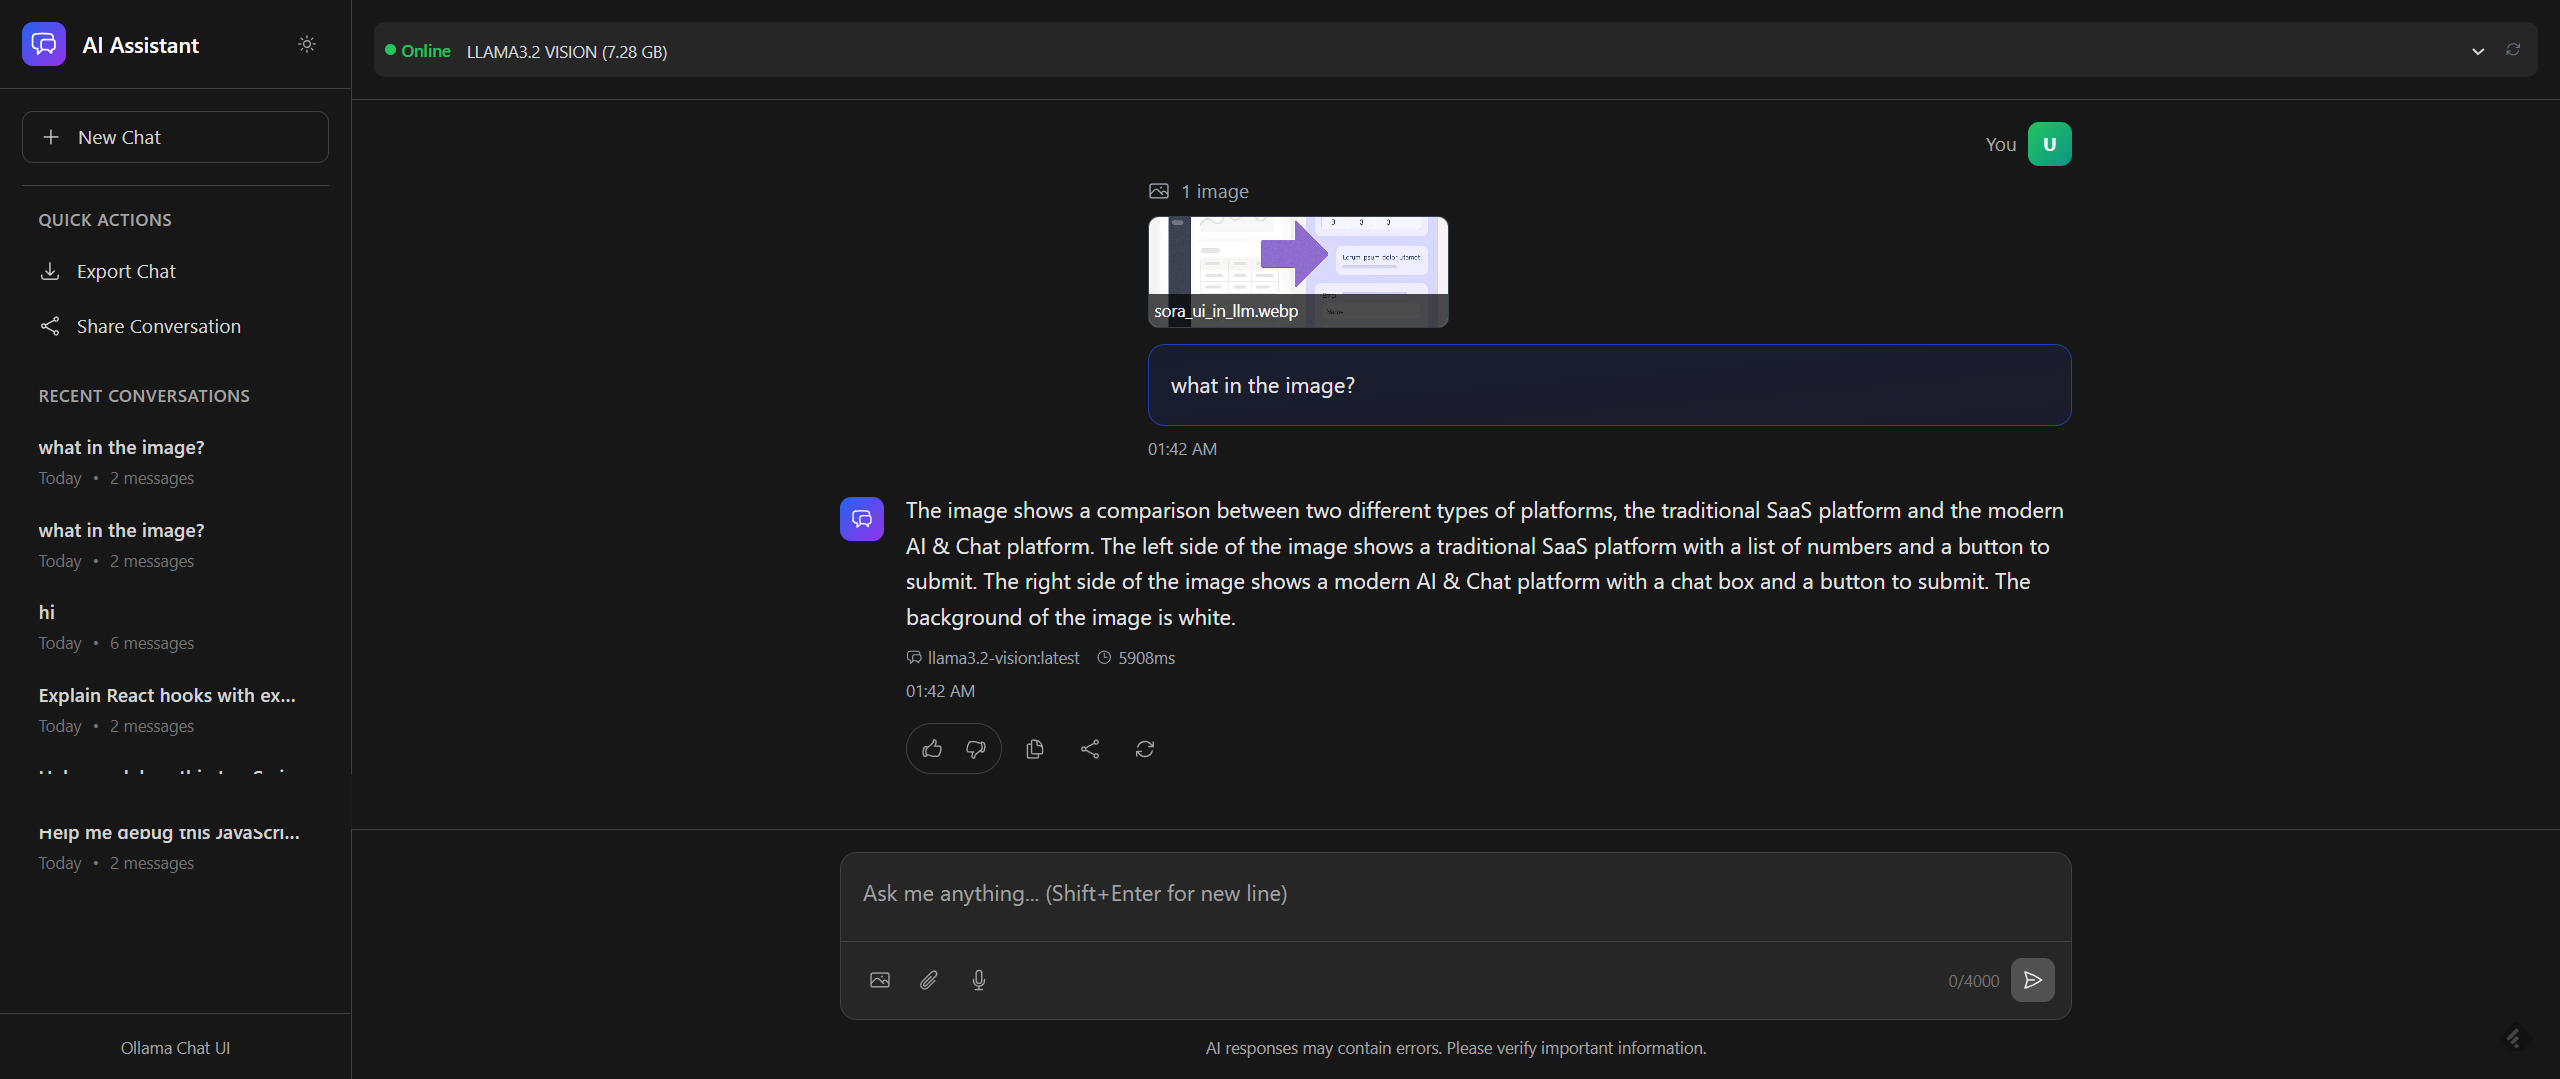 AI Assistant
New Chat
QUICK ACTIONS
Export Chat
Share Conversation
RECENT CONVERSATIONS
what in the image?
Today • 2 messages
what in the image?
Today • 2 messages
hi
Today • 6 messages
Explain React hooks with ex...
Today • 2 messages
Help me debug this JavaScri...
Today • 2 messages
Ollama Chat UI
Online LLAMA3.2 VISION (7.28 GB)
You U
1 image
3 3 3
Lorum psum dolor utamot.
Name
sora_ui_in_llm.webp
what in the image?
01:42 AM
The image shows a comparison between two different types of platforms, the traditional SaaS platform and the modern
AI & Chat platform. The left side of the image shows a traditional SaaS platform with a list of numbers and a button to
submit. The right side of the image shows a modern AI & Chat platform with a chat box and a button to submit. The
background of the image is white.
llama3.2-vision:latest 5908ms
01:42 AM
Ask me anything... (Shift+Enter for new line)
0/4000
AI responses may contain errors. Please verify important information.